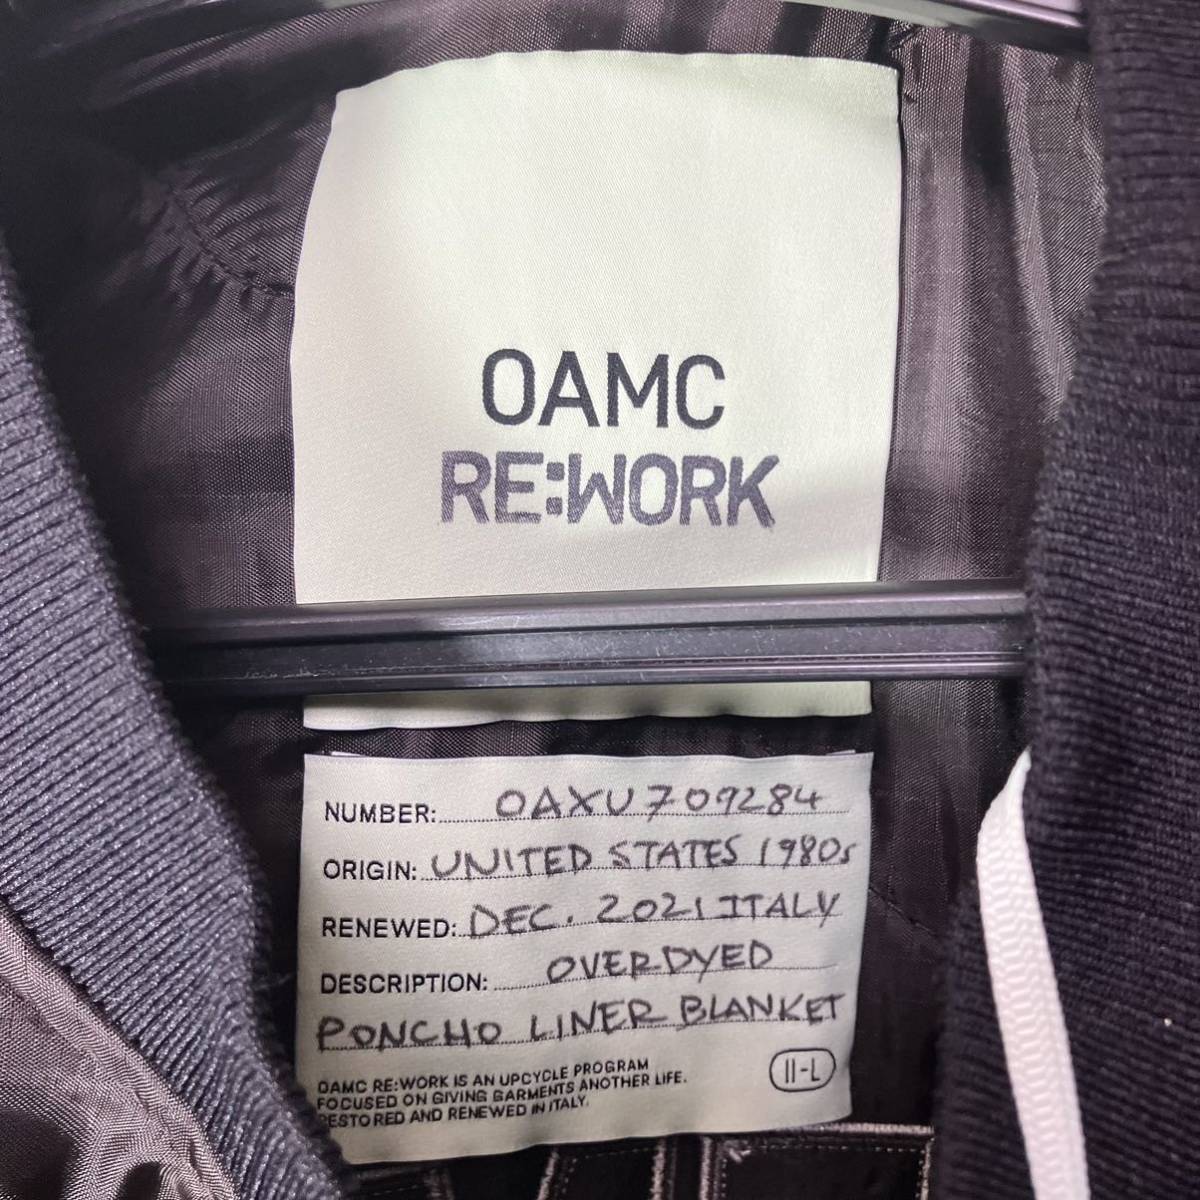 OAMC
RE:WORK
NUMBER: OAXU709284
ORIGIN: UNITED STATES 1980s
RENEWED: DEC. 2021 ITALY
DESCRIPTION: OVERDYED
PONCHO LINER BLANKET
OAMC RE:WORK IS AN UPCYCLE PROGRAM
FOCUSED ON GIVING GARMENTS ANOTHER LIFE.
RESTORED AND RENEWED IN ITALY.
II-L